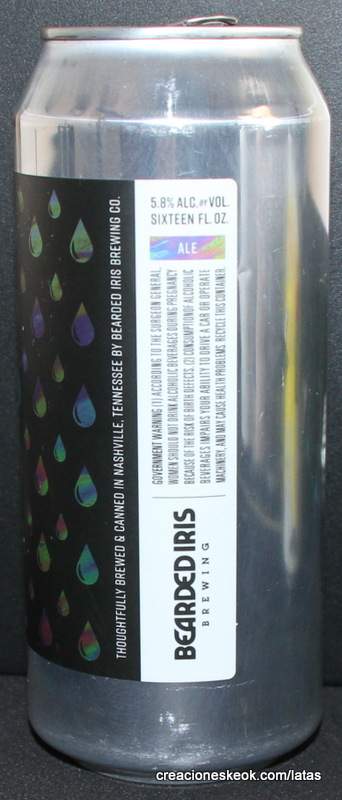 5.8% ALC. BY VOL.
SIXTEEN FL. OZ.
ALE
THOUGHTFULLY BREWED & CANNED IN NASHVILLE, TENNESSEE BY BEARDED IRIS BREWING CO.
GOVERNMENT WARNING (1) ACCORDING TO THE SURGEON GENERAL,
WOMEN SHOULD NOT DRINK ALCOHOLIC BEVERAGES DURING PREGNANCY
BECAUSE OF THE RISK OF BIRTH DEFECTS. (2) CONSUMPTION OF ALCOHOLIC
BEVERAGES IMPAIRS YOUR ABILITY TO DRIVE A CAR OR OPERATE
MACHINERY, AND MAY CAUSE HEALTH PROBLEMS. RECYCLE THIS CONTAINER.
BEARDED IRIS
BREWING
creacioneskeok.com/latas